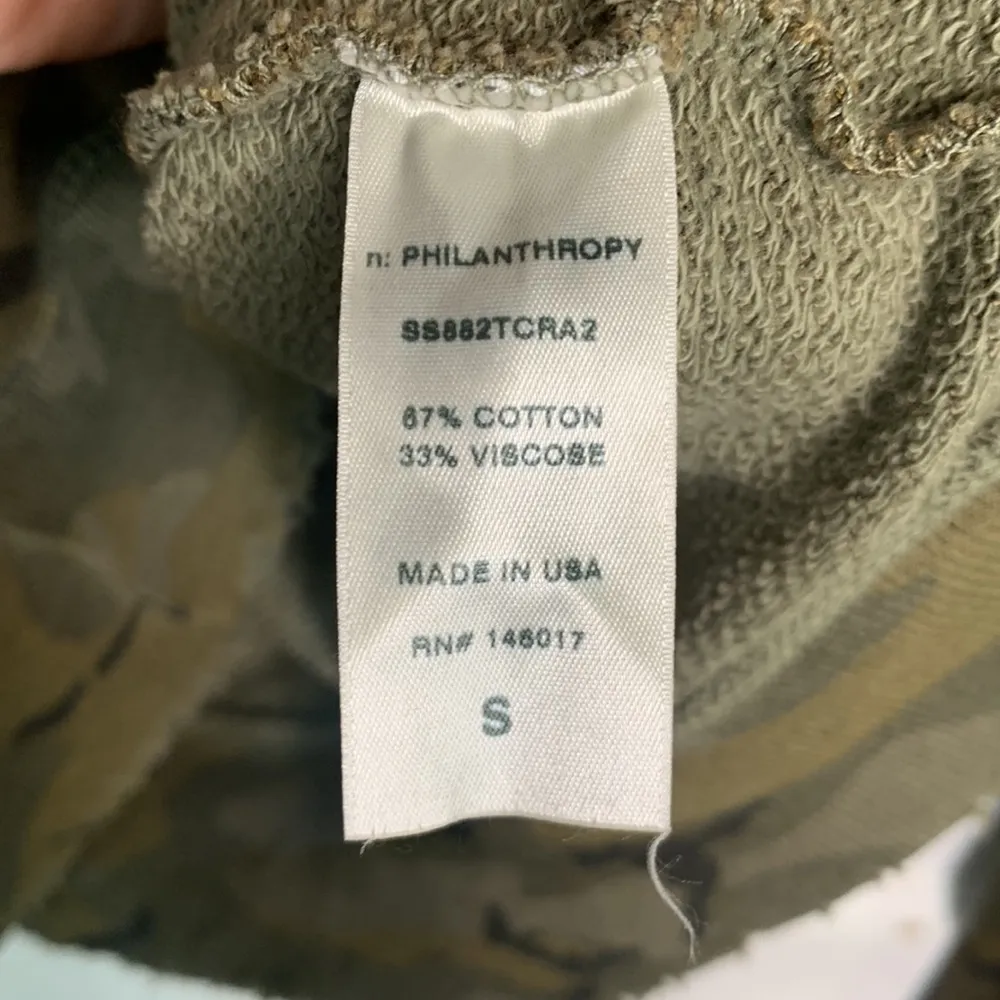 n: PHILANTHROPY
SS882TCRA2
67% COTTON
33% VISCOSE
MADE IN USA
RN# 146017
S